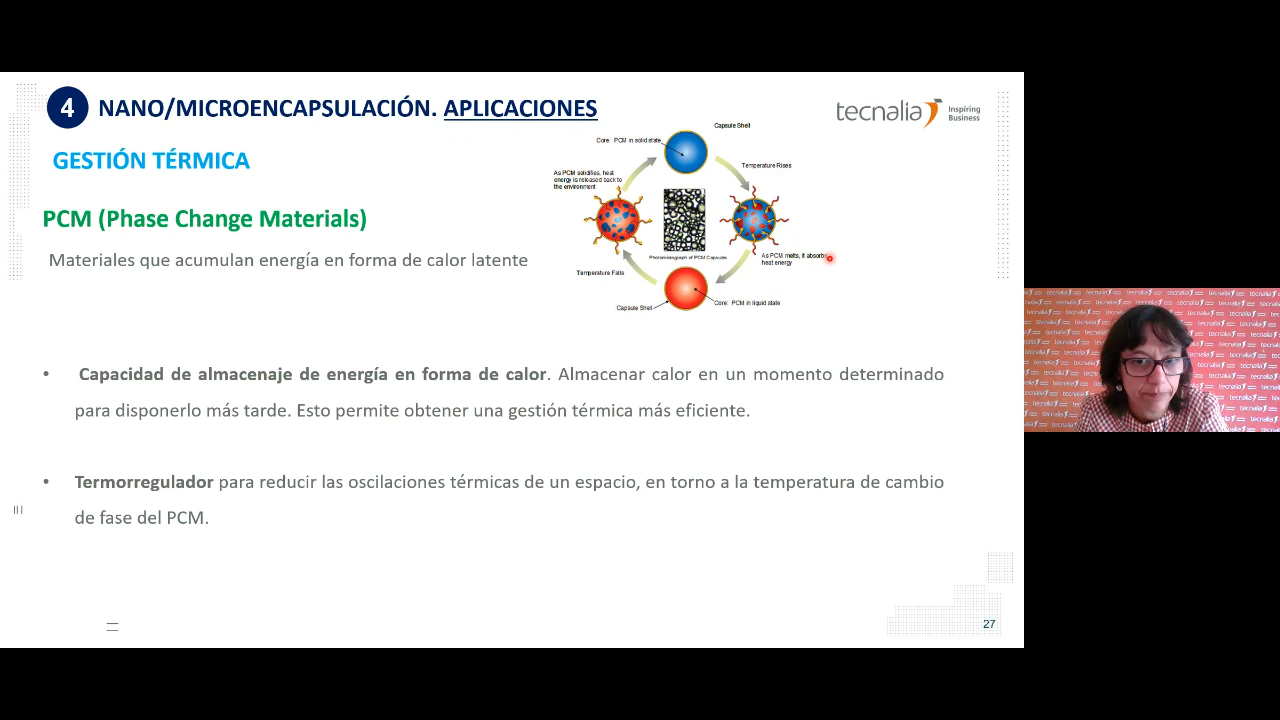 4 NANO/MICROENCAPSULACIÓN. APLICACIONES
tecnalia Inspiring Business
GESTIÓN TÉRMICA
PCM (Phase Change Materials)
Materiales que acumulan energía en forma de calor latente
Capsule Shell
Core: PCM in solid state
Temperature Rises
As PCM solidifies, heat
energy is released back to
the environment
Photomicrograph of PCM Capsules
As PCM melts, it absorbs
heat energy
Temperature Falls
Capsule Shell
Core: PCM in liquid state
• Capacidad de almacenaje de energía en forma de calor. Almacenar calor en un momento determinado
para disponerlo más tarde. Esto permite obtener una gestión térmica más eficiente.
• Termorregulador para reducir las oscilaciones térmicas de un espacio, en torno a la temperatura de cambio
de fase del PCM.
27
tecnalia